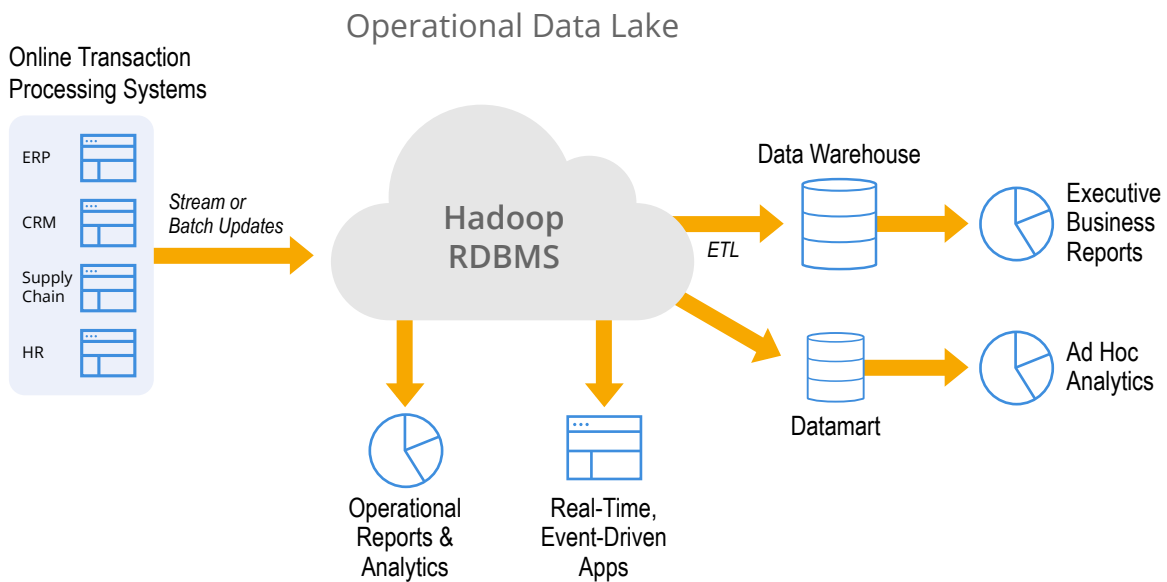 Operational Data Lake
Online Transaction
Processing Systems
ERP
CRM
Supply
Chain
HR
Stream or
Batch Updates
Hadoop
RDBMS
ETL
Data Warehouse
Executive
Business
Reports
Datamart
Ad Hoc
Analytics
Operational
Reports &
Analytics
Real-Time,
Event-Driven
Apps